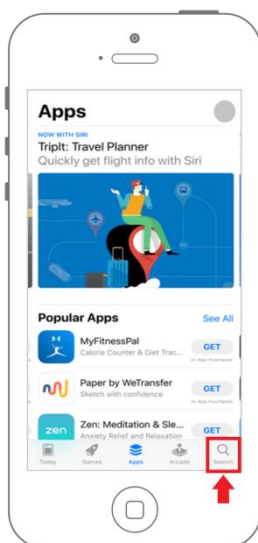 Apps
NOW WITH SIRI
TripIt: Travel Planner
Quickly get flight info with Siri
Popular Apps
See All
MyFitnessPal
Calorie Counter & Diet Trac...
GET
In-App Purchases
Paper by WeTransfer
Sketch with confidence
GET
In-App Purchases
zen
Zen: Meditation & Sle...
Anxiety Relief and Relaxation
GET
Today
Games
Apps
Arcade
Search